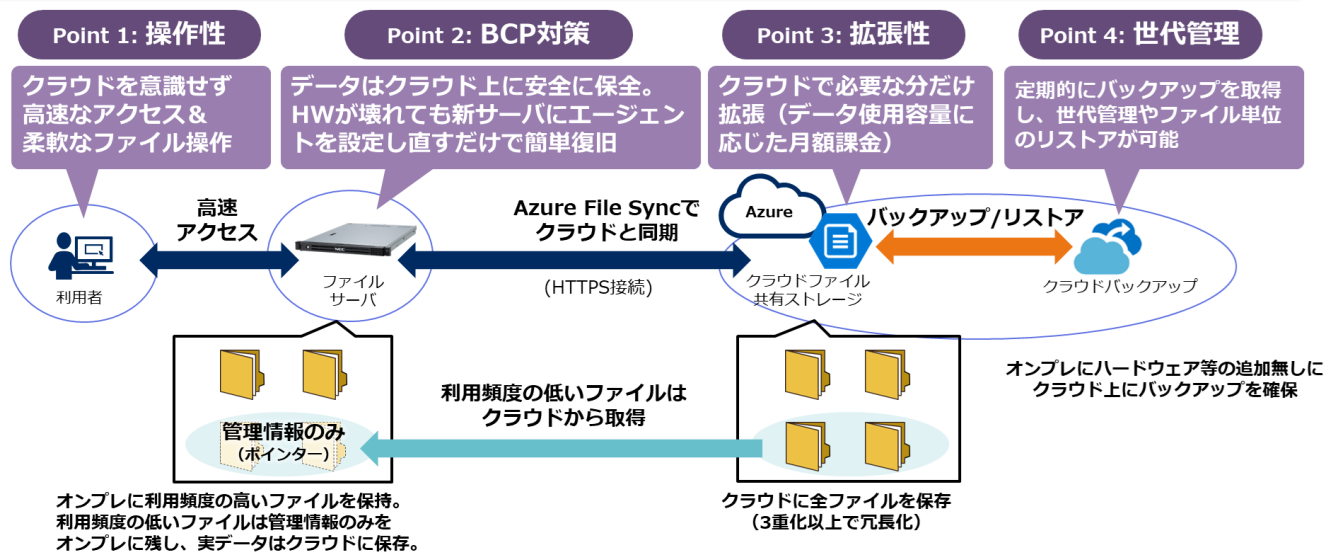 Point 1: 操作性
クラウドを意識せず
高速なアクセス＆
柔軟なファイル操作
Point 2: BCP対策
データはクラウド上に安全に保全。
HWが壊れても新サーバにエージェン
トを設定し直すだけで簡単復旧
Point 3: 拡張性
クラウドで必要な分だけ
拡張（データ使用容量に
応じた月額課金）
Point 4: 世代管理
定期的にバックアップを取得
し、世代管理やファイル単位
のリストアが可能
利用者
高速
アクセス
NEC
ファイル
サーバ
Azure File Syncで
クラウドと同期
(HTTPS接続)
Azure
クラウドファイル
共有ストレージ
バックアップ/リストア
クラウドバックアップ
管理情報のみ
（ポインター）
オンプレに利用頻度の高いファイルを保持。
利用頻度の低いファイルは管理情報のみを
オンプレに残し、実データはクラウドに保存。
利用頻度の低いファイルは
クラウドから取得
クラウドに全ファイルを保存
（3重化以上で冗長化）
オンプレにハードウェア等の追加無しに
クラウド上にバックアップを確保